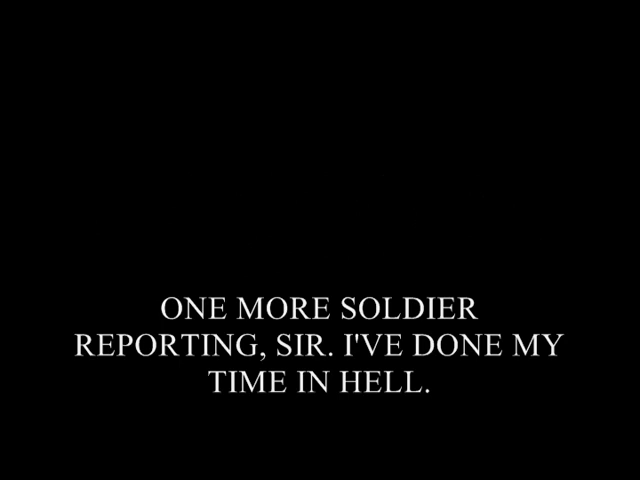 ONE MORE SOLDIER
REPORTING, SIR. I'VE DONE MY
TIME IN HELL.